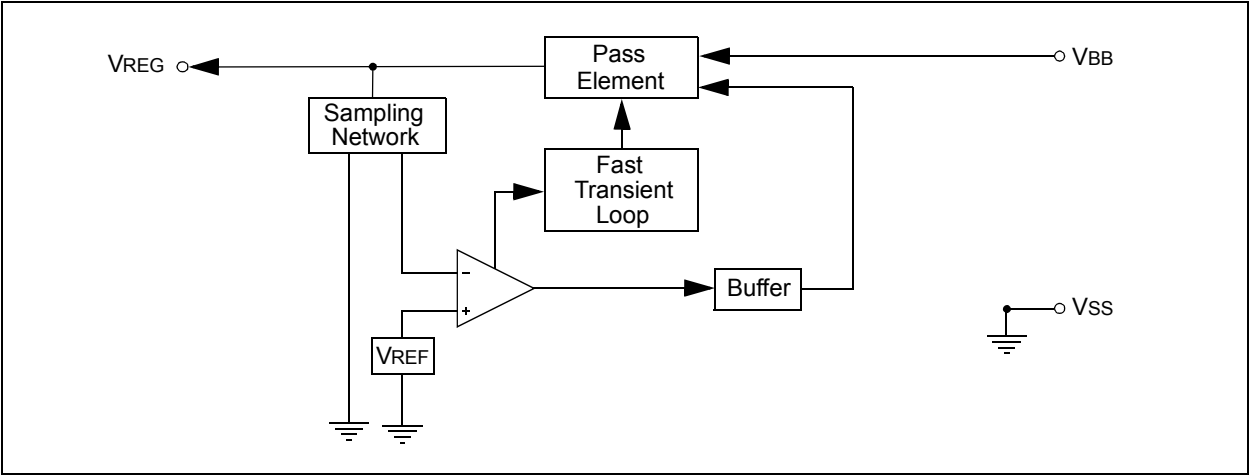 VREG
Pass
Element
VBB
Sampling
Network
Fast
Transient
Loop
-
+
Buffer
VSS
VREF